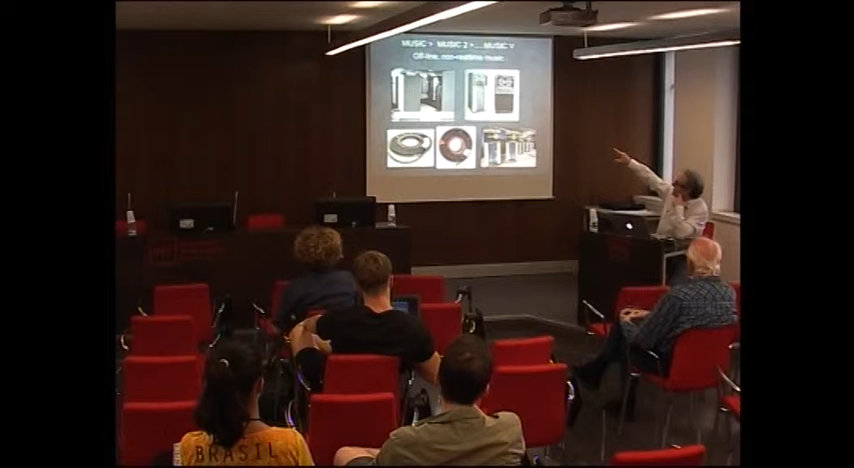 MUSIC > MUSIC 2 >.....MUSIC V
Off-line, non-realtime music
BRASIL